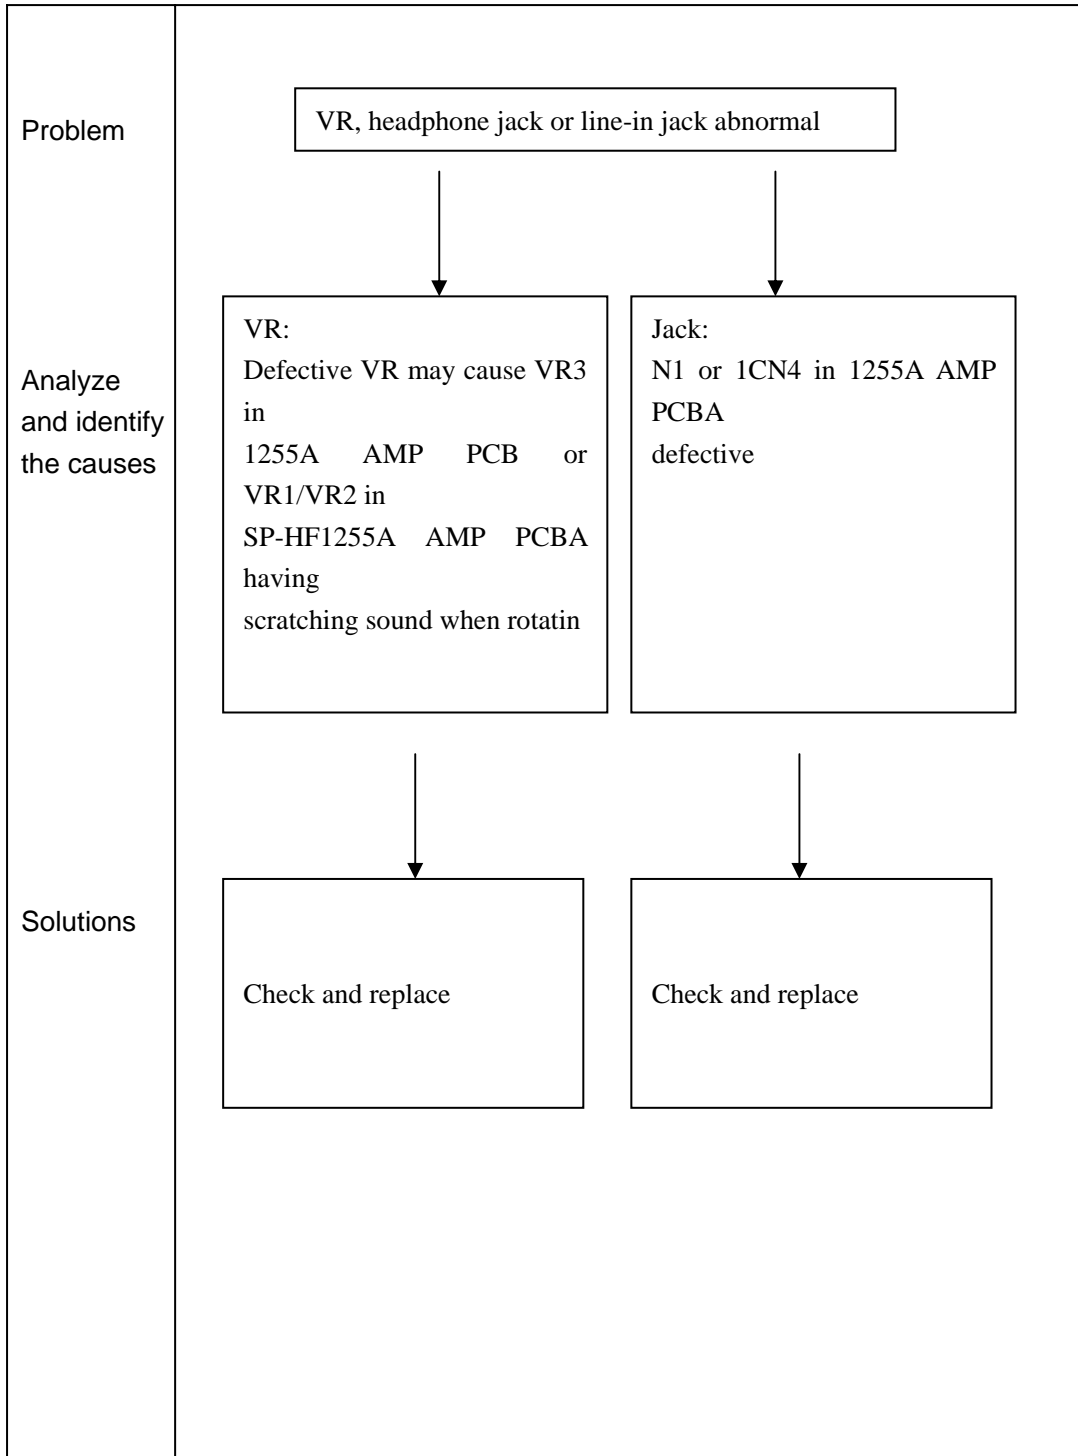 Problem
VR, headphone jack or line-in jack abnormal
Analyze
and identify
the causes
VR:
Defective VR may cause VR3
in
1255A AMP PCB or
VR1/VR2 in
SP-HF1255A AMP PCBA
having
scratching sound when rotatin
Jack:
N1 or 1CN4 in 1255A AMP
PCBA
defective
Solutions
Check and replace
Check and replace